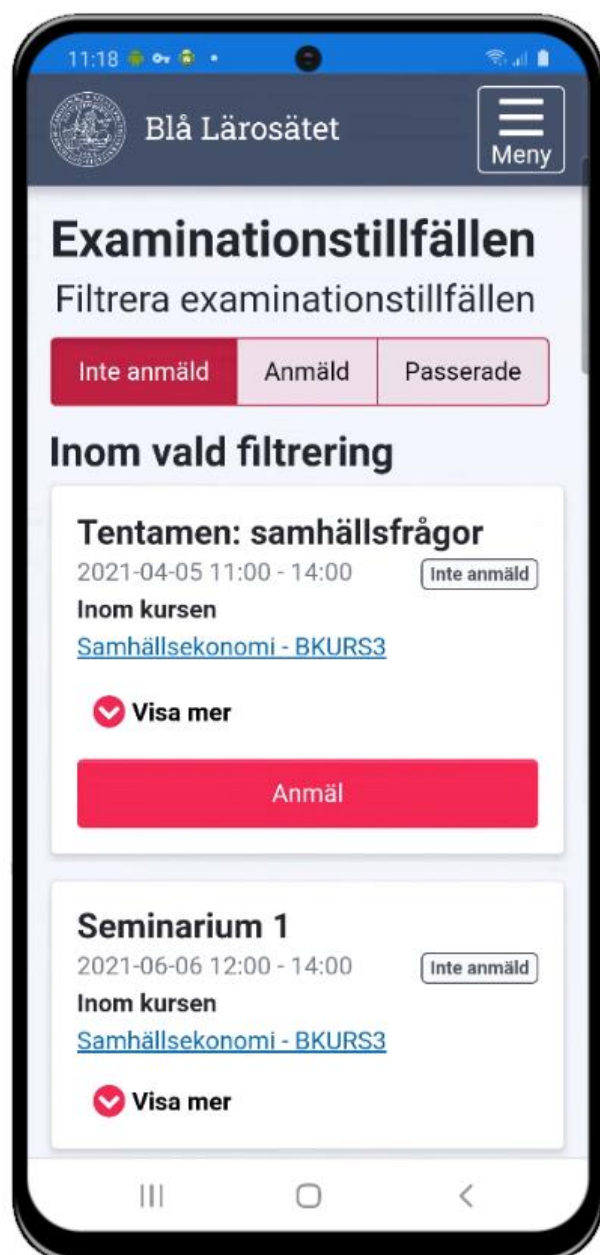 11:18
Blå Lärosätet
Meny
Examinationstillfällen
Filtrera examinationstillfällen
Inte anmäld Anmäld Passerade
Inom vald filtrering
Tentamen: samhällsfrågor
2021-04-05 11:00 - 14:00 Inte anmäld
Inom kursen
Samhällsekonomi - BKURS3
Visa mer
Anmäl
Seminarium 1
2021-06-06 12:00 - 14:00 Inte anmäld
Inom kursen
Samhällsekonomi - BKURS3
Visa mer